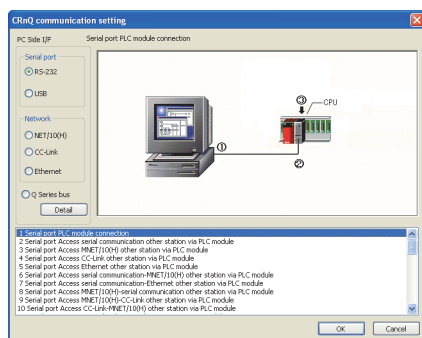 CRnQ communication setting
PC Side I/F
Serial port PLC module connection
Serial port
RS-232
USB
Network
NET/10(H)
CC-Link
Ethernet
Q Series bus
Detail
③
CPU
①
②
1 Serial port PLC module connection
2 Serial port Access serial communication other station via PLC module
3 Serial port Access MNET/10(H) other station via PLC module
4 Serial port Access CC-Link other station via PLC module
5 Serial port Access Ethernet other station via PLC module
6 Serial port Access serial communication-MNET/10(H) other station via PLC module
7 Serial port Access serial communication-Ethernet other station via PLC module
8 Serial port Access MNET/10(H)-serial communication other station via PLC module
9 Serial port Access MNET/10(H)-CC-Link other station via PLC module
10 Serial port Access CC-Link-MNET/10(H) other station via PLC module
OK
Cancel